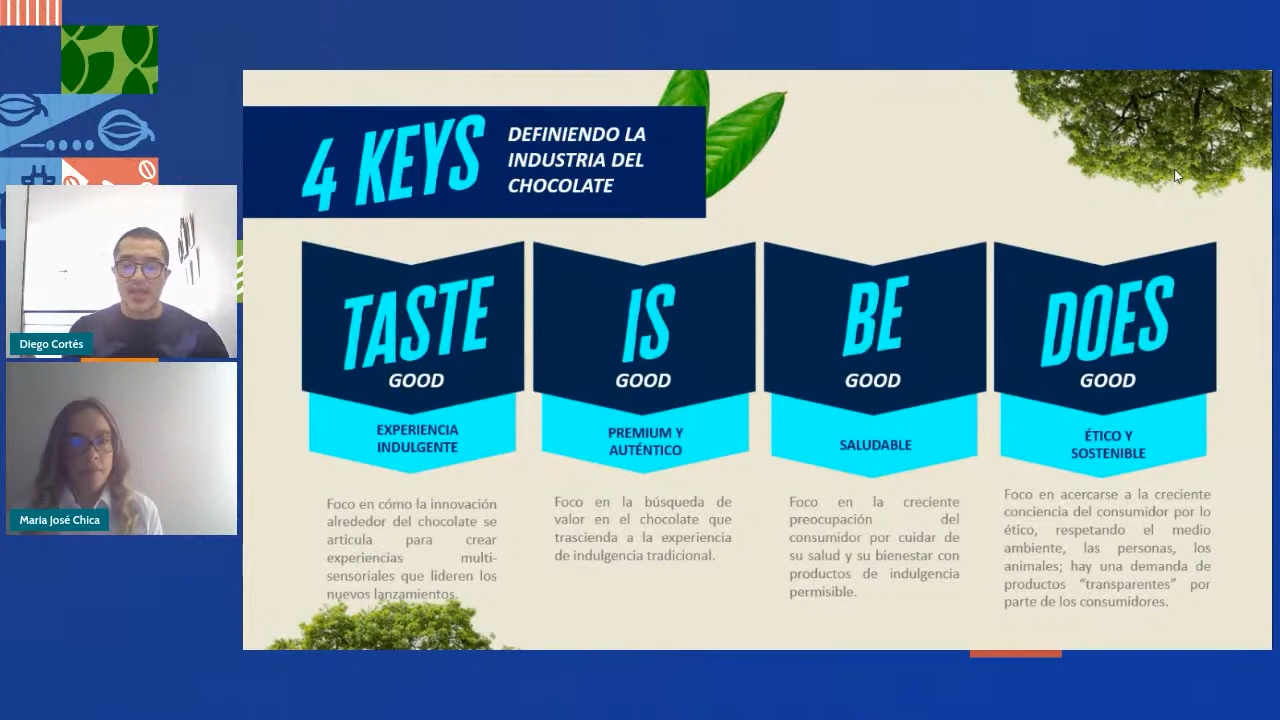 4 KEYS
DEFINIENDO LA
INDUSTRIA DEL
CHOCOLATE
TASTE
GOOD
EXPERIENCIA
INDULGENTE
Foco en cómo la innovación
alrededor del chocolate se
articula para crear
experiencias multi-
sensoriales que lideren los
nuevos lanzamientos.
IS
GOOD
PREMIUM Y
AUTÉNTICO
Foco en la búsqueda de
valor en el chocolate que
trascienda a la experiencia
de indulgencia tradicional.
BE
GOOD
SALUDABLE
Foco en la creciente
preocupación del
consumidor por cuidar de
su salud y su bienestar con
productos de indulgencia
permisible.
DOES
GOOD
ÉTICO Y
SOSTENIBLE
Foco en acercarse a la creciente
conciencia del consumidor por lo
ético, respetando el medio
ambiente, las personas, los
animales; hay una demanda de
productos “transparentes” por
parte de los consumidores.
Diego Cortés
Maria José Chica